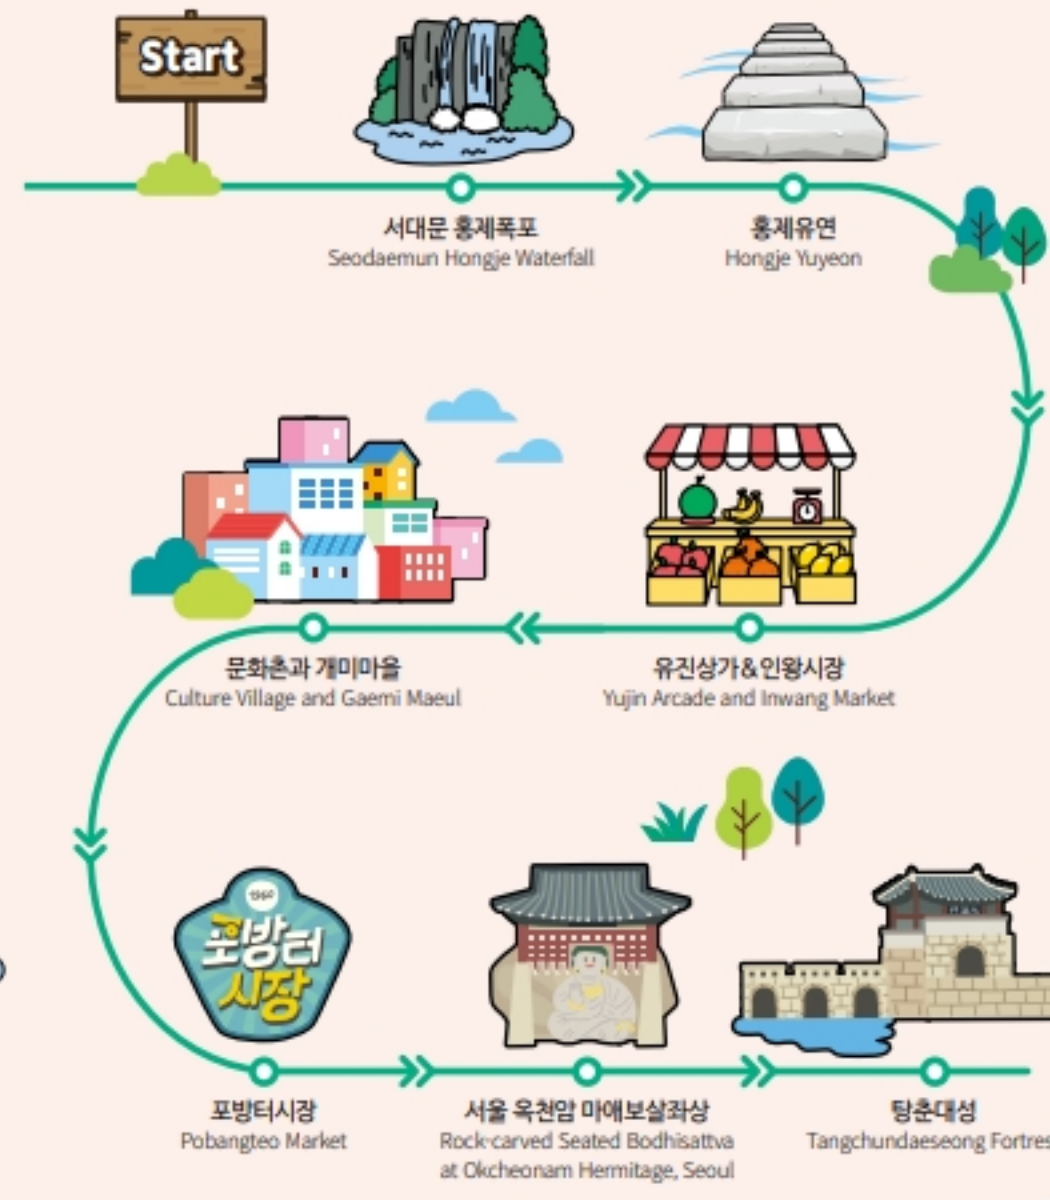 Start
서대문 홍제폭포
Seodaemun Hongje Waterfall
홍제유연
Hongje Yuyeon
문화촌과 개미마을
Culture Village and Gaemi Maeul
유진상가&인왕시장
Yujin Arcade and Inwang Market
포방터
시장
포방터시장
Pobangteo Market
서울 옥천암 마애보살좌상
Rock-carved Seated Bodhisattva
at Okcheonam Hermitage, Seoul
탕춘대성
Tangchundaeseong Fortres